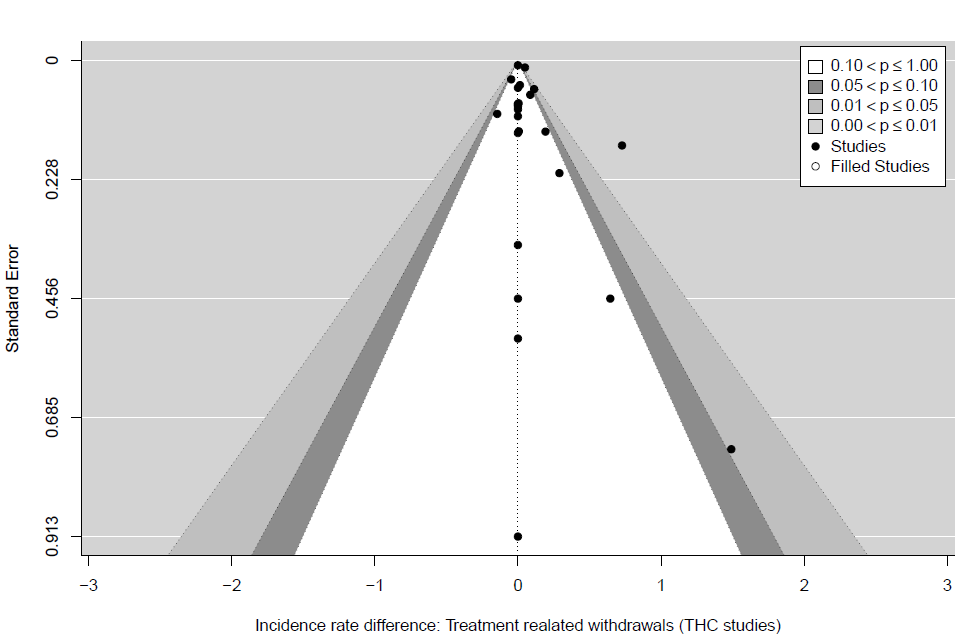 0.10 < p ≤ 1.00
0.05 < p ≤ 0.10
0.01 < p ≤ 0.05
0.00 < p ≤ 0.01
Studies
Filled Studies
Standard Error
0
0.228
0.456
0.685
0.913
−3 −2 −1 0 1 2 3
Incidence rate difference: Treatment realated withdrawals (THC studies)